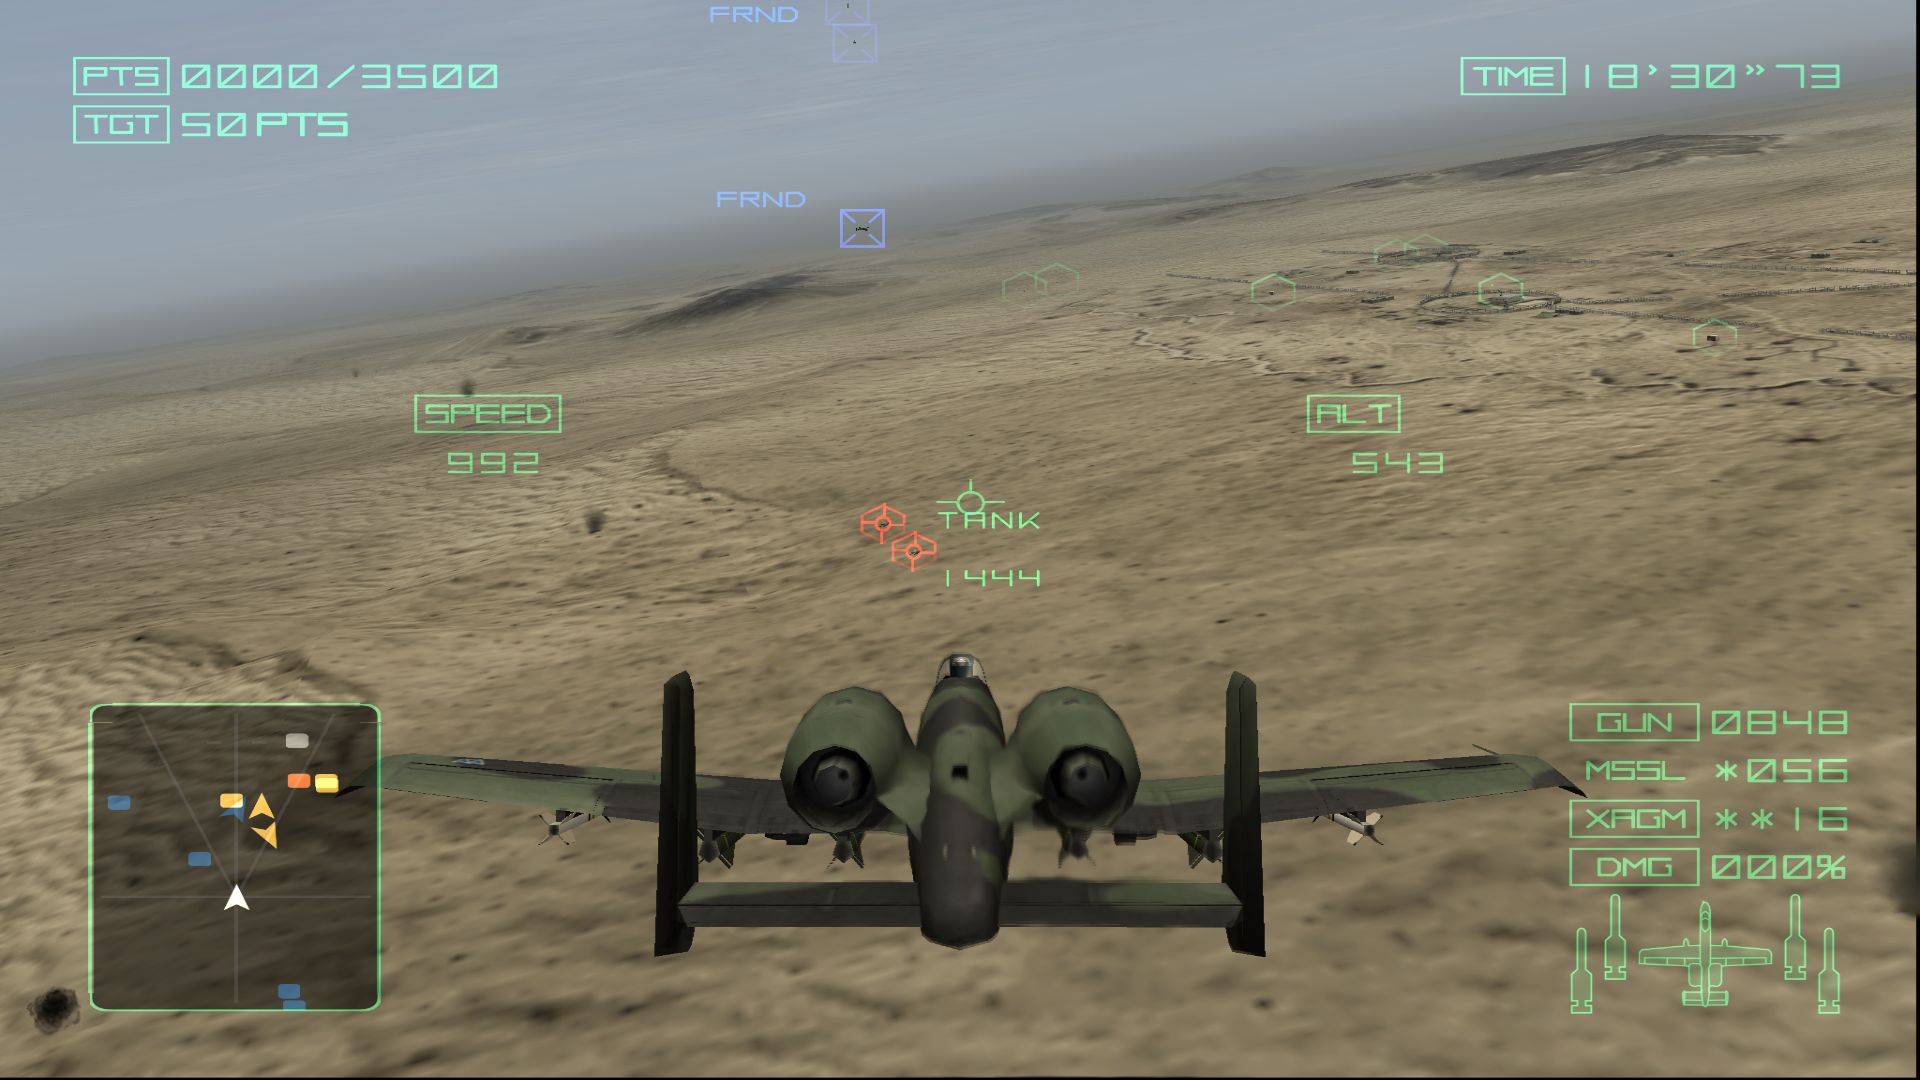 FRND
PTS 0000/3500
TIME 18'30"73
TGT 50PTS
FRND
SPEED
ALT
992
543
TANK
1444
GUN 0848
MSSL *056
XAGM **16
DMG 000%